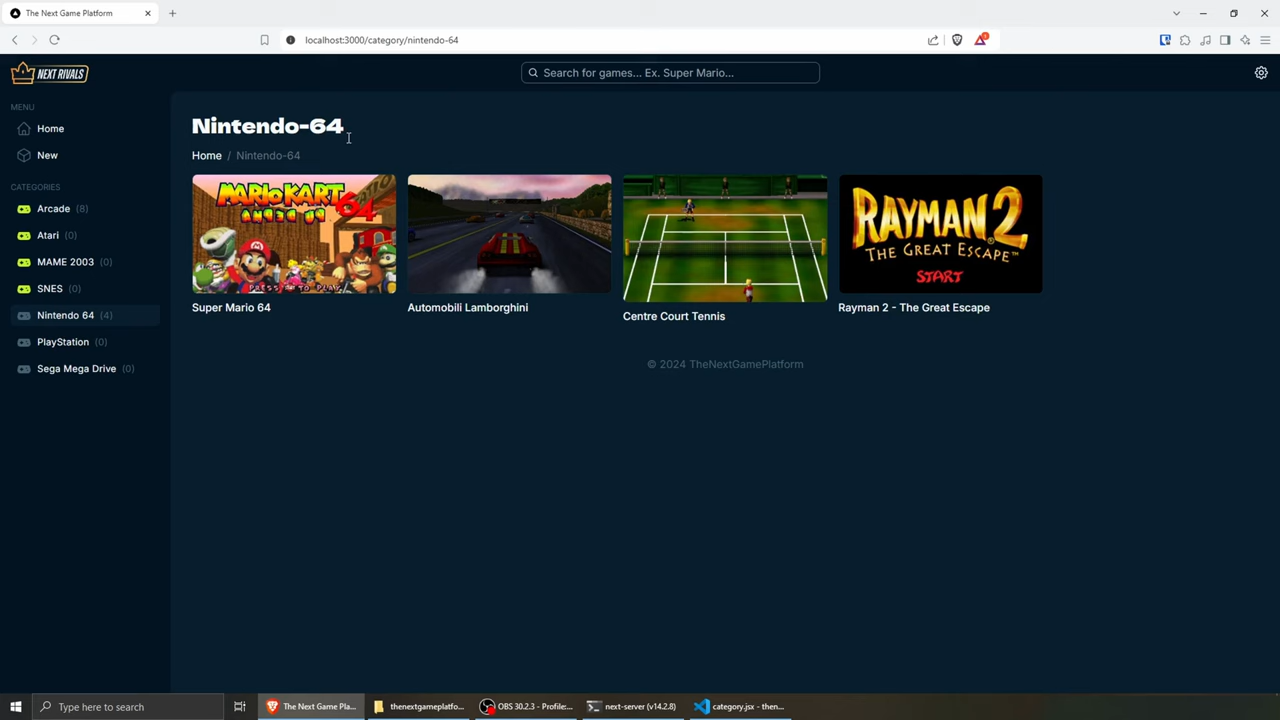 The Next Game Platform
localhost:3000/category/nintendo-64
NEXT RIVALS
Search for games... Ex. Super Mario...
MENU
Home
New
CATEGORIES
Arcade (8)
Atari (0)
MAME 2003 (0)
SNES (0)
Nintendo 64 (4)
PlayStation (0)
Sega Mega Drive (0)
Nintendo-64
Home / Nintendo-64
MARIO KART
64
PRESS
Super Mario 64
Automobili Lamborghini
Centre Court Tennis
RAYMAN 2
THE GREAT ESCAPE™
START
Rayman 2 - The Great Escape
© 2024 TheNextGamePlatform
Type here to search
The Next Game Pla...
thenextgameplatfo...
OBS 30.2.3 - Profile:...
next-server (v14.2.8)
category.jsx - then...